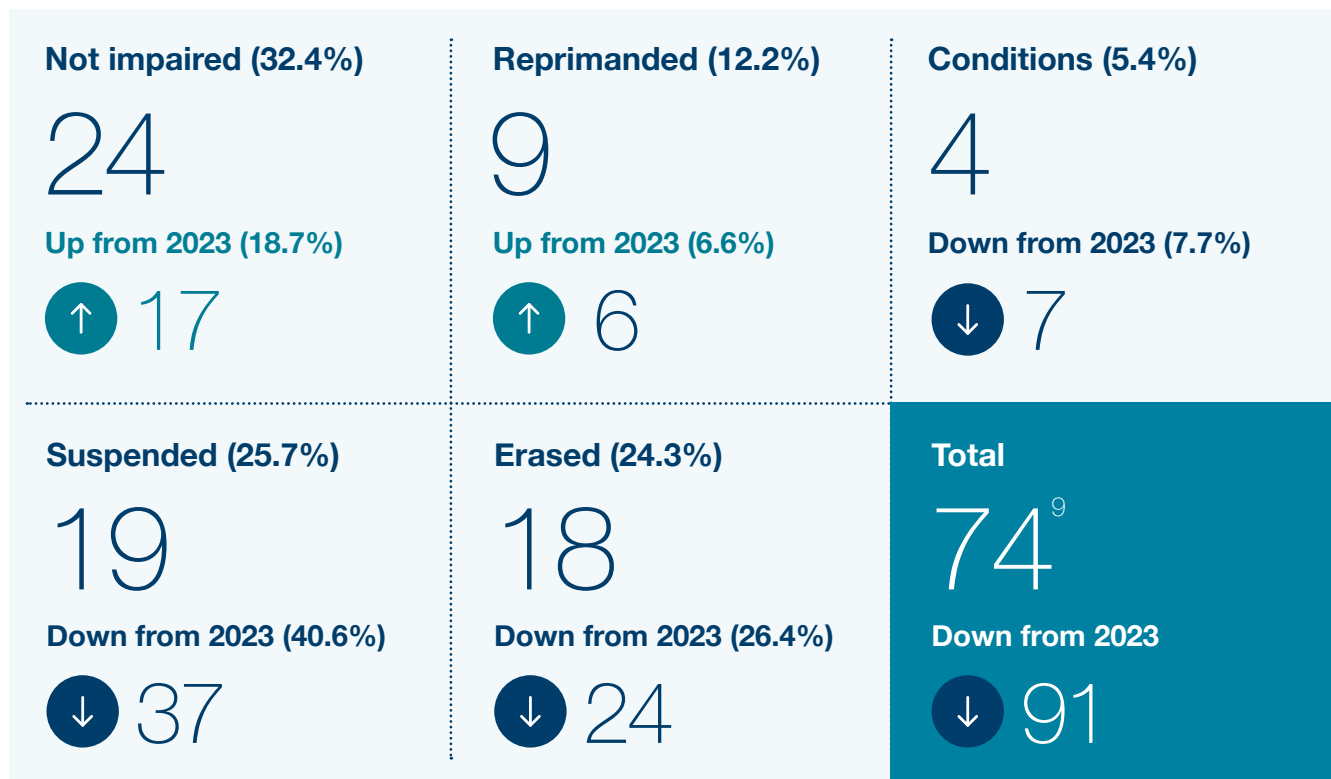 Not impaired (32.4%)
24
Up from 2023 (18.7%)
↑ 17
Reprimanded (12.2%)
9
Up from 2023 (6.6%)
↑ 6
Conditions (5.4%)
4
Down from 2023 (7.7%)
↓ 7
Suspended (25.7%)
19
Down from 2023 (40.6%)
↓ 37
Erased (24.3%)
18
Down from 2023 (26.4%)
↓ 24
Total
74⁹
Down from 2023
↓ 91